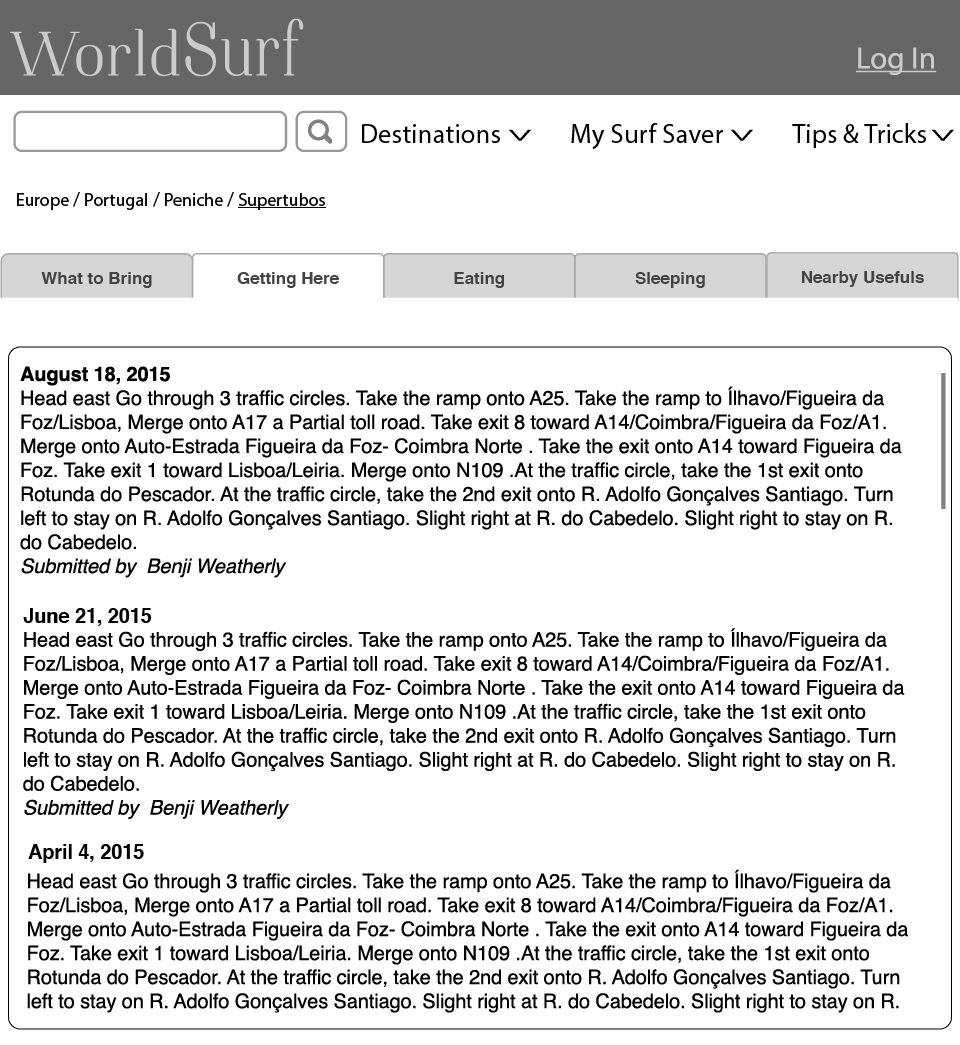 WorldSurf
Log In
Destinations
My Surf Saver
Tips & Tricks
Europe / Portugal / Peniche / Supertubos
What to Bring
Getting Here
Eating
Sleeping
Nearby Usefuls
August 18, 2015
Head east Go through 3 traffic circles. Take the ramp onto A25. Take the ramp to Ílhavo/Figueira da
Foz/Lisboa, Merge onto A17 a Partial toll road. Take exit 8 toward A14/Coimbra/Figueira da Foz/A1.
Merge onto Auto-Estrada Figueira da Foz- Coimbra Norte . Take the exit onto A14 toward Figueira da
Foz. Take exit 1 toward Lisboa/Leiria. Merge onto N109 .At the traffic circle, take the 1st exit onto
Rotunda do Pescador. At the traffic circle, take the 2nd exit onto R. Adolfo Gonçalves Santiago. Turn
left to stay on R. Adolfo Gonçalves Santiago. Slight right at R. do Cabedelo. Slight right to stay on R.
do Cabedelo.
Submitted by  Benji Weatherly
June 21, 2015
Head east Go through 3 traffic circles. Take the ramp onto A25. Take the ramp to Ílhavo/Figueira da
Foz/Lisboa, Merge onto A17 a Partial toll road. Take exit 8 toward A14/Coimbra/Figueira da Foz/A1.
Merge onto Auto-Estrada Figueira da Foz- Coimbra Norte . Take the exit onto A14 toward Figueira da
Foz. Take exit 1 toward Lisboa/Leiria. Merge onto N109 .At the traffic circle, take the 1st exit onto
Rotunda do Pescador. At the traffic circle, take the 2nd exit onto R. Adolfo Gonçalves Santiago. Turn
left to stay on R. Adolfo Gonçalves Santiago. Slight right at R. do Cabedelo. Slight right to stay on R.
do Cabedelo.
Submitted by  Benji Weatherly
April 4, 2015
Head east Go through 3 traffic circles. Take the ramp onto A25. Take the ramp to Ílhavo/Figueira da
Foz/Lisboa, Merge onto A17 a Partial toll road. Take exit 8 toward A14/Coimbra/Figueira da Foz/A1.
Merge onto Auto-Estrada Figueira da Foz- Coimbra Norte . Take the exit onto A14 toward Figueira da
Foz. Take exit 1 toward Lisboa/Leiria. Merge onto N109 .At the traffic circle, take the 1st exit onto
Rotunda do Pescador. At the traffic circle, take the 2nd exit onto R. Adolfo Gonçalves Santiago. Turn
left to stay on R. Adolfo Gonçalves Santiago. Slight right at R. do Cabedelo. Slight right to stay on R.